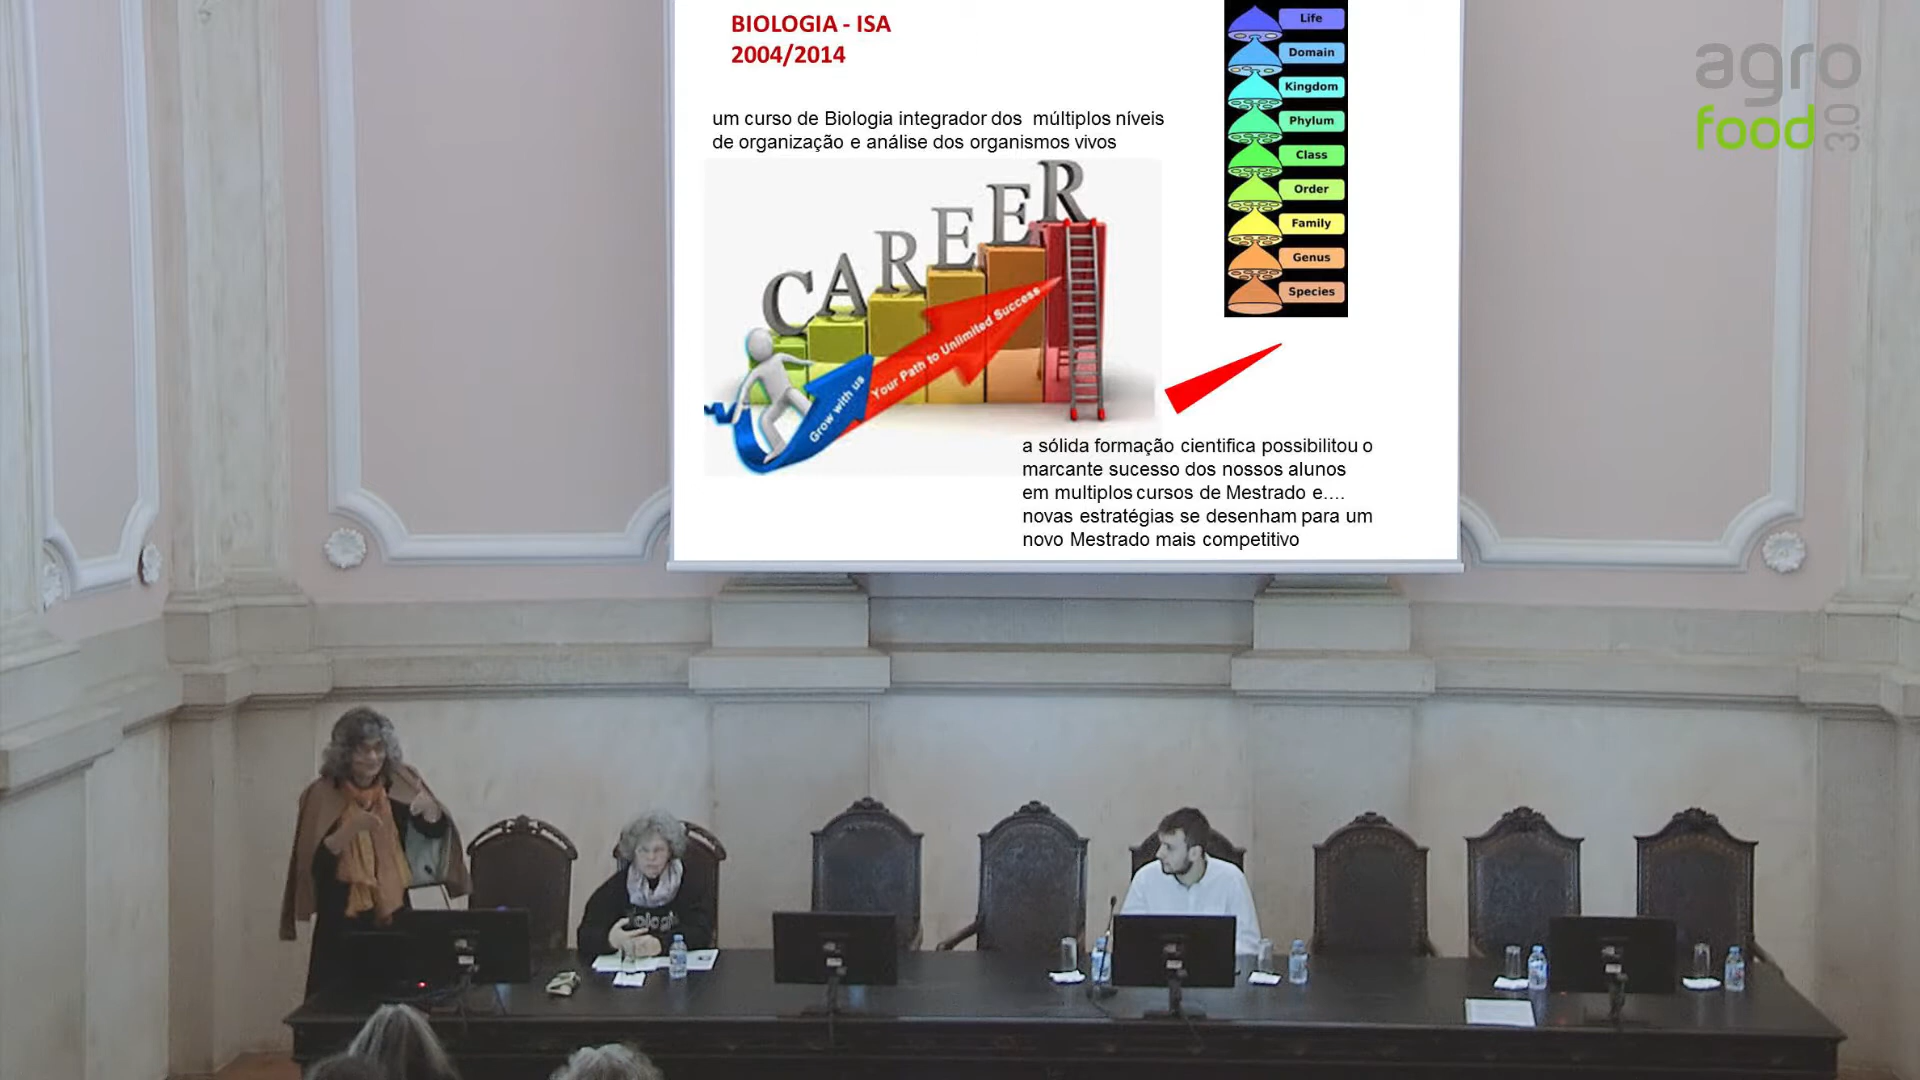 BIOLOGIA - ISA
2004/2014
um curso de Biologia integrador dos múltiplos níveis
de organização e análise dos organismos vivos
CAREER
Grow with us
Your Path to Unlimited Success
Life
Domain
Kingdom
Phylum
Class
Order
Family
Genus
Species
a sólida formação cientifica possibilitou o
marcante sucesso dos nossos alunos
em multiplos cursos de Mestrado e....
novas estratégias se desenham para um
novo Mestrado mais competitivo
agro
food 3.0